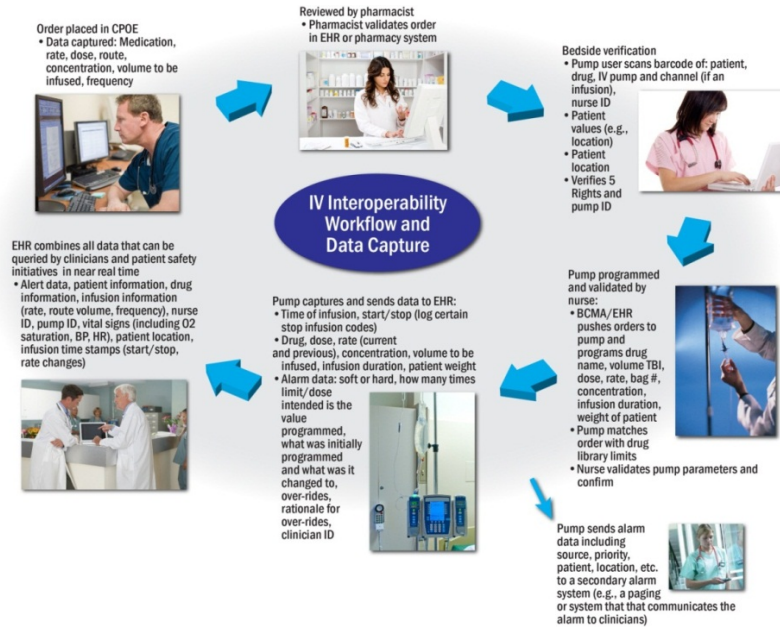 Order placed in CPOE
• Data captured: Medication,
rate, dose, route,
concentration, volume to be
infused, frequency
Reviewed by pharmacist
• Pharmacist validates order
in EHR or pharmacy system
Bedside verification
• Pump user scans barcode of: patient,
drug, IV pump and channel (if an
infusion),
nurse ID
• Patient
values (e.g.,
location)
• Patient
location
• Verifies 5
Rights and
pump ID
IV Interoperability
Workflow and
Data Capture
Pump programmed
and validated by
nurse:
• BCMA/EHR
pushes orders to
pump and
programs drug
name, volume TBI,
dose, rate, bag #,
concentration,
infusion duration,
weight of patient
• Pump matches
order with drug
library limits
• Nurse validates pump parameters and
confirm
Pump sends alarm
data including
source, priority,
patient, location, etc.
to a secondary alarm
system (e.g., a paging
or system that that communicates the
alarm to clinicians)
Pump captures and sends data to EHR:
• Time of infusion, start/stop (log certain
stop infusion codes)
• Drug, dose, rate (current
and previous), concentration, volume to be
infused, infusion duration, patient weight
• Alarm data: soft or hard, how many times
limit/dose
intended is the
value
programmed,
what was initially
programmed
and what was it
changed to,
over-rides,
rationale for
over-rides,
clinician ID
EHR combines all data that can be
queried by clinicians and patient safety
initiatives in near real time
• Alert data, patient information, drug
information, infusion information
(rate, route volume, frequency), nurse
ID, pump ID, vital signs (including O2
saturation, BP, HR), patient location,
infusion time stamps (start/stop,
rate changes)